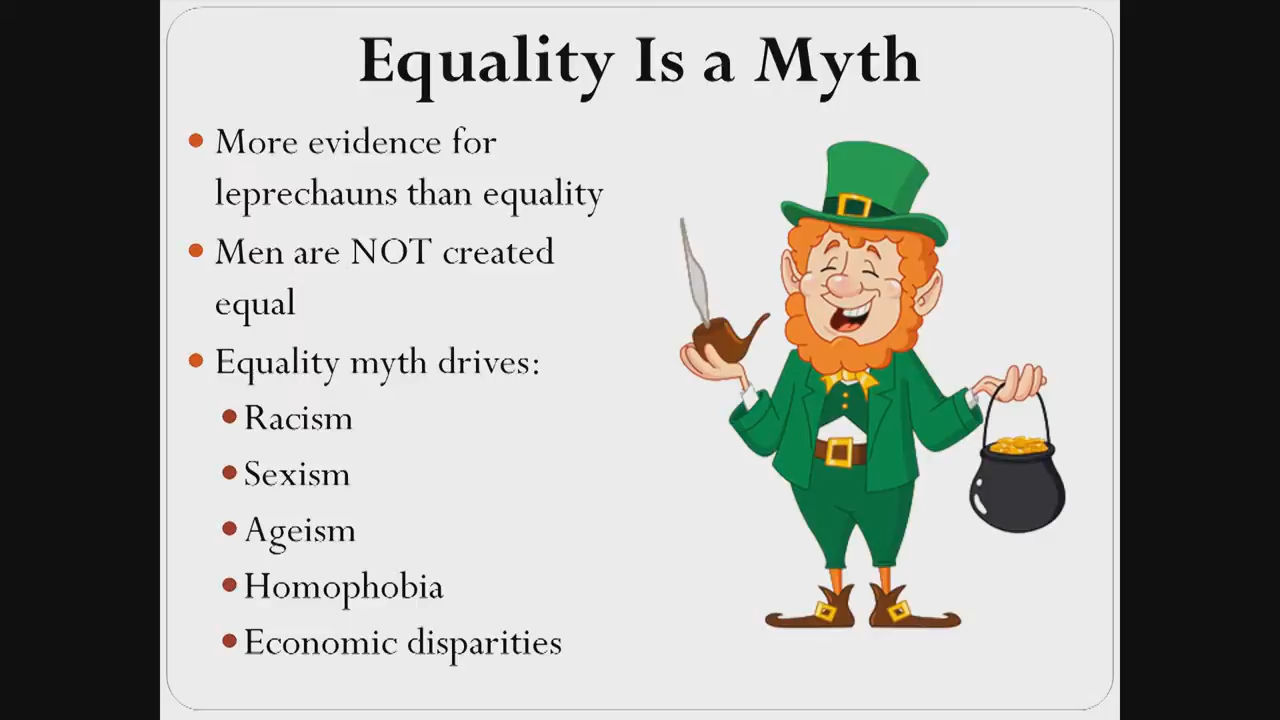 Equality Is a Myth
More evidence for
leprechauns than equality
Men are NOT created
equal
Equality myth drives:
Racism
Sexism
Ageism
Homophobia
Economic disparities